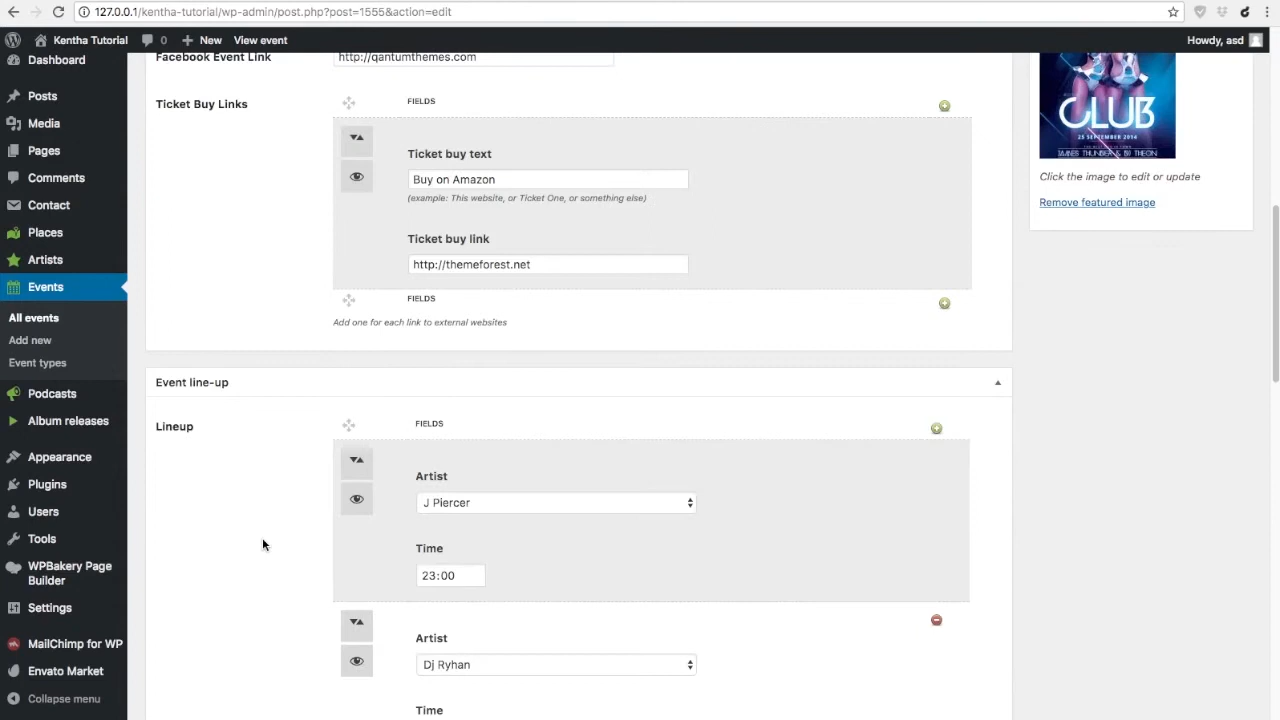 127.0.0.1/kentha-tutorial/wp-admin/post.php?post=1555&action=edit
Kentha Tutorial
0
New
View event
Howdy, asd
Dashboard
Posts
Media
Pages
Comments
Contact
Places
Artists
Events
All events
Add new
Event types
Podcasts
Album releases
Appearance
Plugins
Users
Tools
WPBakery Page
Builder
Settings
MailChimp for WP
Envato Market
Collapse menu
Facebook Event Link
http://qantumthemes.com
Ticket Buy Links
FIELDS
Ticket buy text
Buy on Amazon
(example: This website, or Ticket One, or something else)
Ticket buy link
http://themeforest.net
FIELDS
Add one for each link to external websites
Event line-up
Lineup
FIELDS
Artist
J Piercer
Time
23:00
Artist
Dj Ryhan
Time
CLUB
25 SEPTEMBER 2014
Click the image to edit or update
Remove featured image